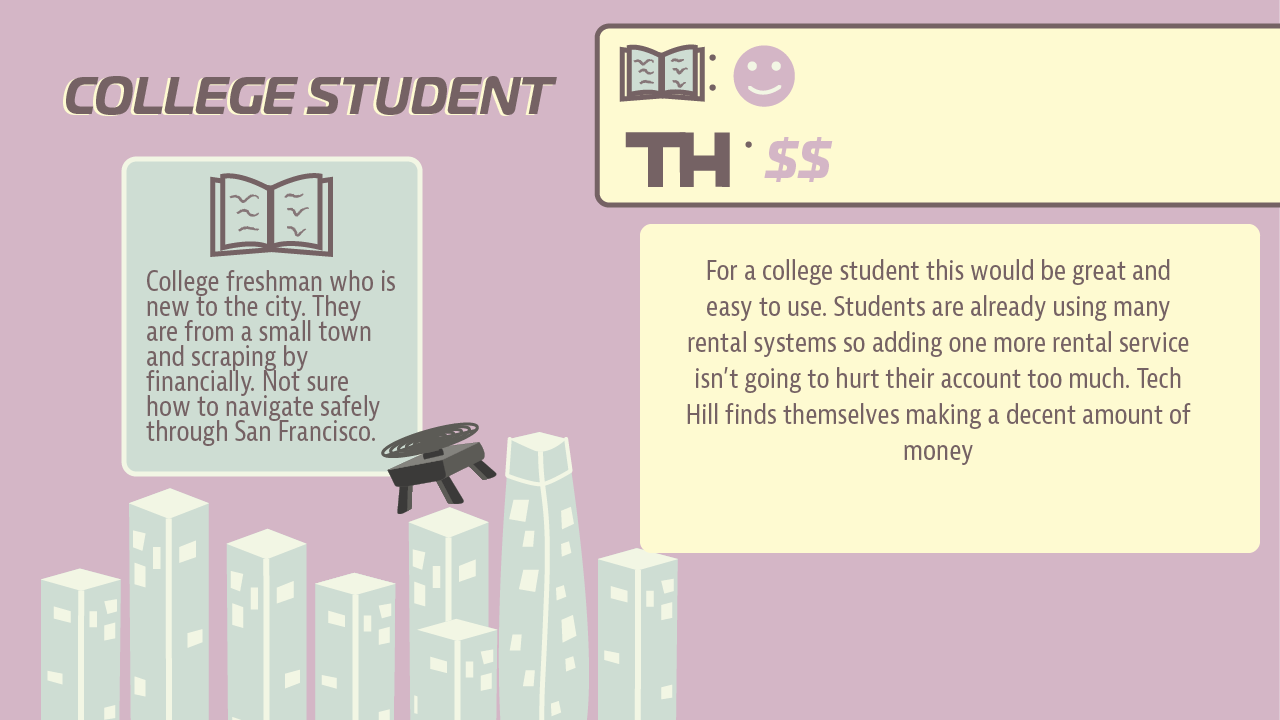 COLLEGE STUDENT
College freshman who is
new to the city. They
are from a small town
and scraping by
financially. Not sure
how to navigate safely
through San Francisco.
:
TH : $$
For a college student this would be great and
easy to use. Students are already using many
rental systems so adding one more rental service
isn't going to hurt their account too much. Tech
Hill finds themselves making a decent amount of
money